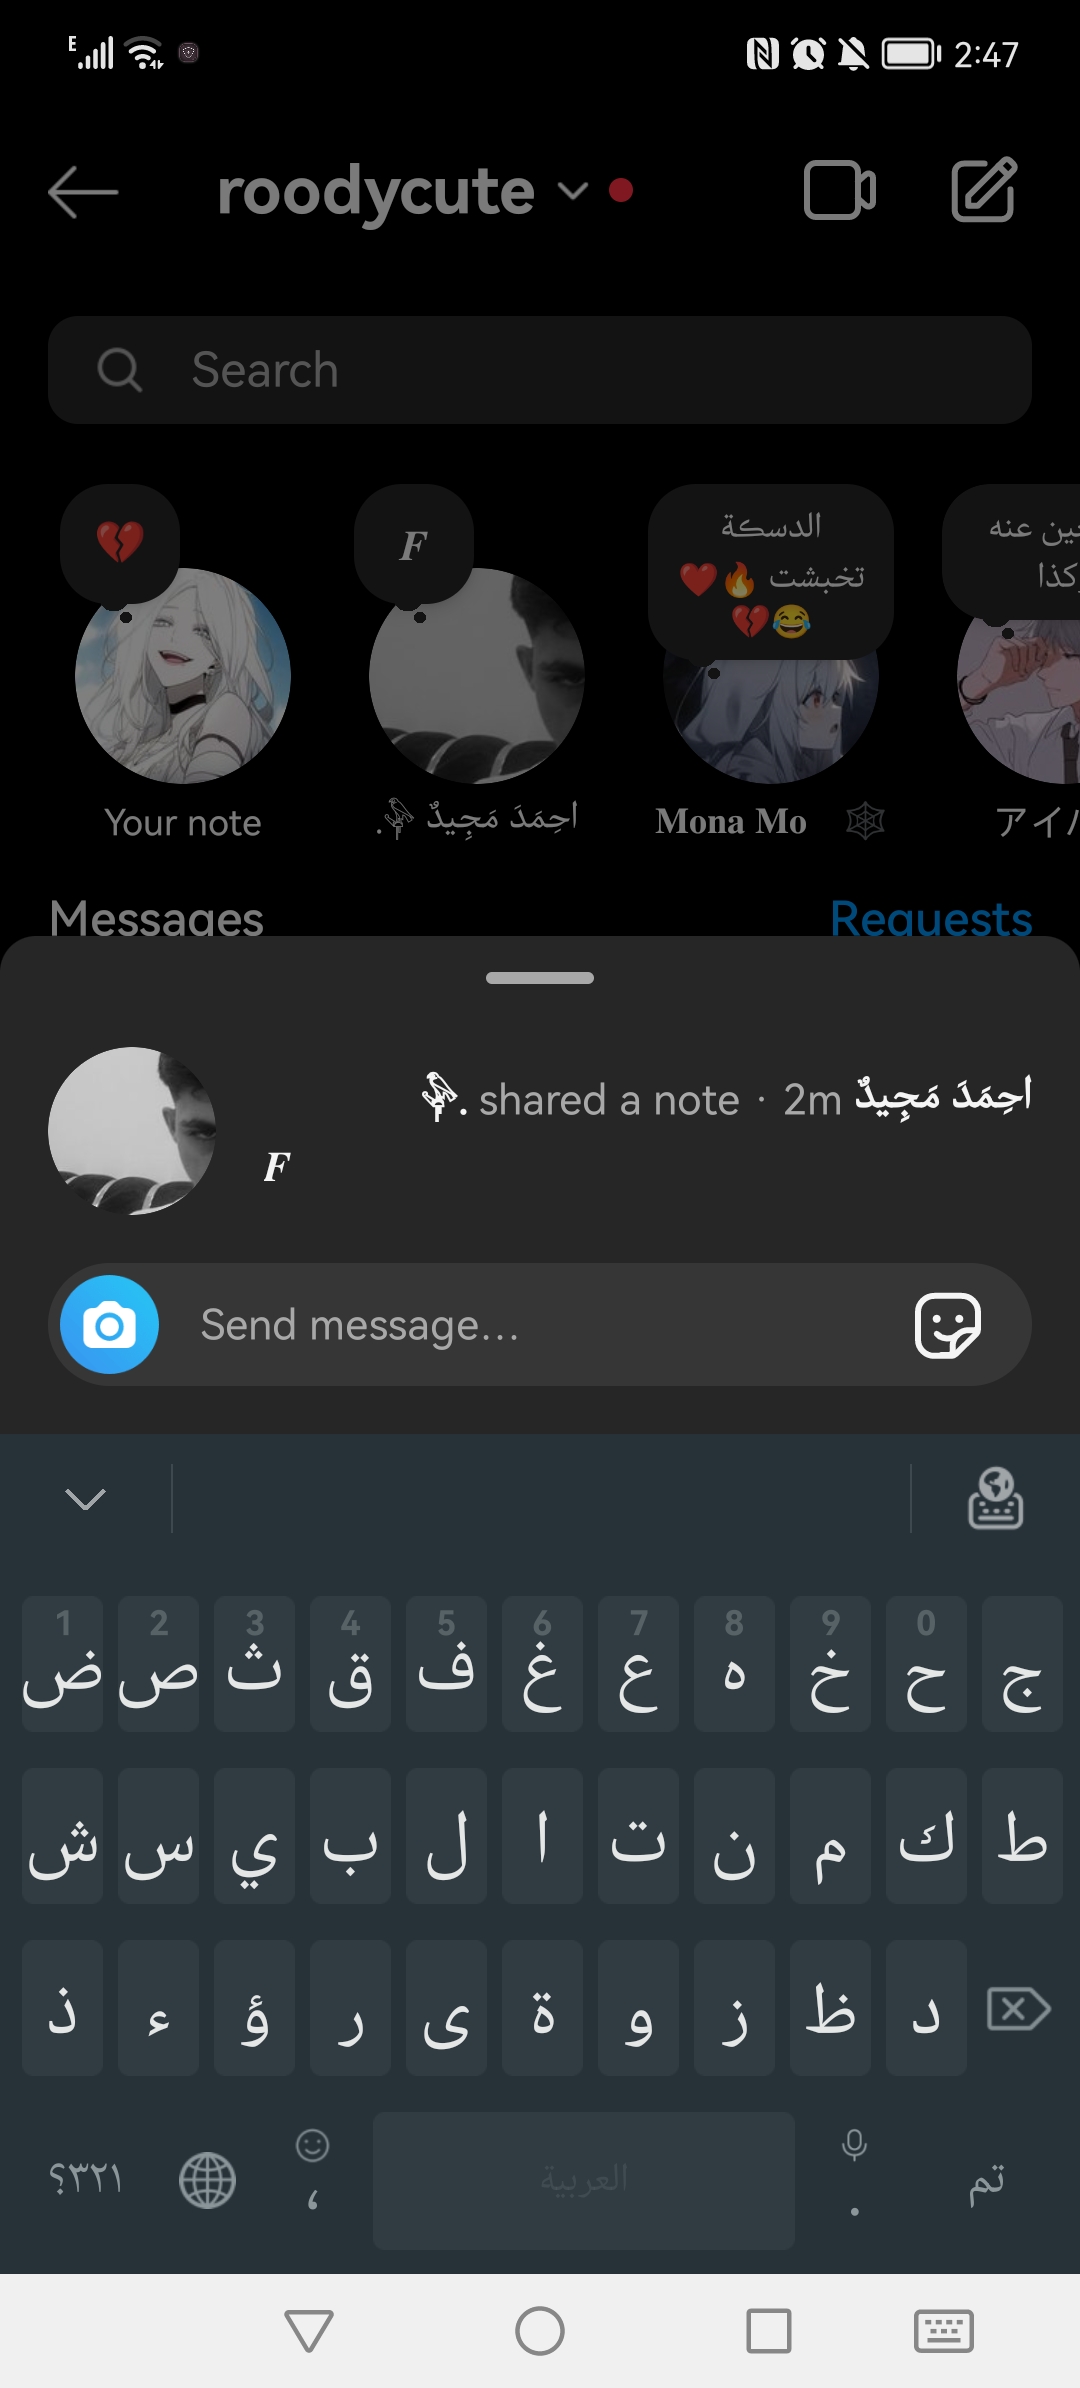 E 2:47
roodycute
Search
💔
𝑭
الدسكة
تخبشت 🔥❤️
😂💔
عنه
كذا
Your note
احِمَدَ مَجِيدٌ 𓅓.
𝐌𝐨𝐧𝐚 𝐌𝐨 🕸
アイ
Messages
Requests
احِمَدَ مَجِيدٌ 𓅓. shared a note · 2m
𝑭
Send message...
1 2 3 4 5 6 7 8 9 0
ض ص ث ق ف غ ع ه خ ح ج
ش س ي ب ل ا ت ن م ك ط
ذ ء ؤ ر ى ة و ز ظ د
؟٣٢١ ، العربية . تم